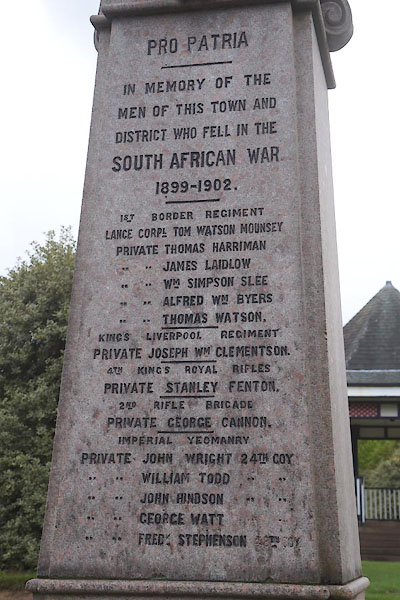 PRO PATRIA
IN MEMORY OF THE
MEN OF THIS TOWN AND
DISTRICT WHO FELL IN THE
SOUTH AFRICAN WAR
1899-1902.
1ST BORDER REGIMENT
LANCE CORPL TOM WATSON MOUNSEY
PRIVATE THOMAS HARRIMAN
" " JAMES LAIDLOW
" " WM SIMPSON SLEE
" " ALFRED WM BYERS
" " THOMAS WATSON.
KING'S LIVERPOOL REGIMENT
PRIVATE JOSEPH WM CLEMENTSON.
4TH KING'S ROYAL RIFLES
PRIVATE STANLEY FENTON.
2ND RIFLE BRIGADE
PRIVATE GEORGE CANNON.
IMPERIAL YEOMANRY
PRIVATE JOHN WRIGHT 24TH COY
" " WILLIAM TODD " "
" " JOHN HINDSON " "
" " GEORGE WATT " "
" " FREDK STEPHENSON COY